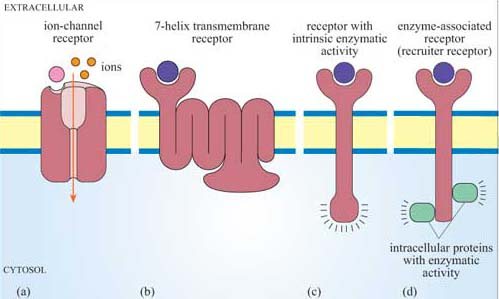 EXTRACELLULAR
ion-channel
receptor
ions
7-helix transmembrane
receptor
receptor with
intrinsic enzymatic
activity
enzyme-associated
receptor
(recruiter receptor)
intracellular proteins
with enzymatic
activity
CYTOSOL
(a)
(b)
(c)
(d)